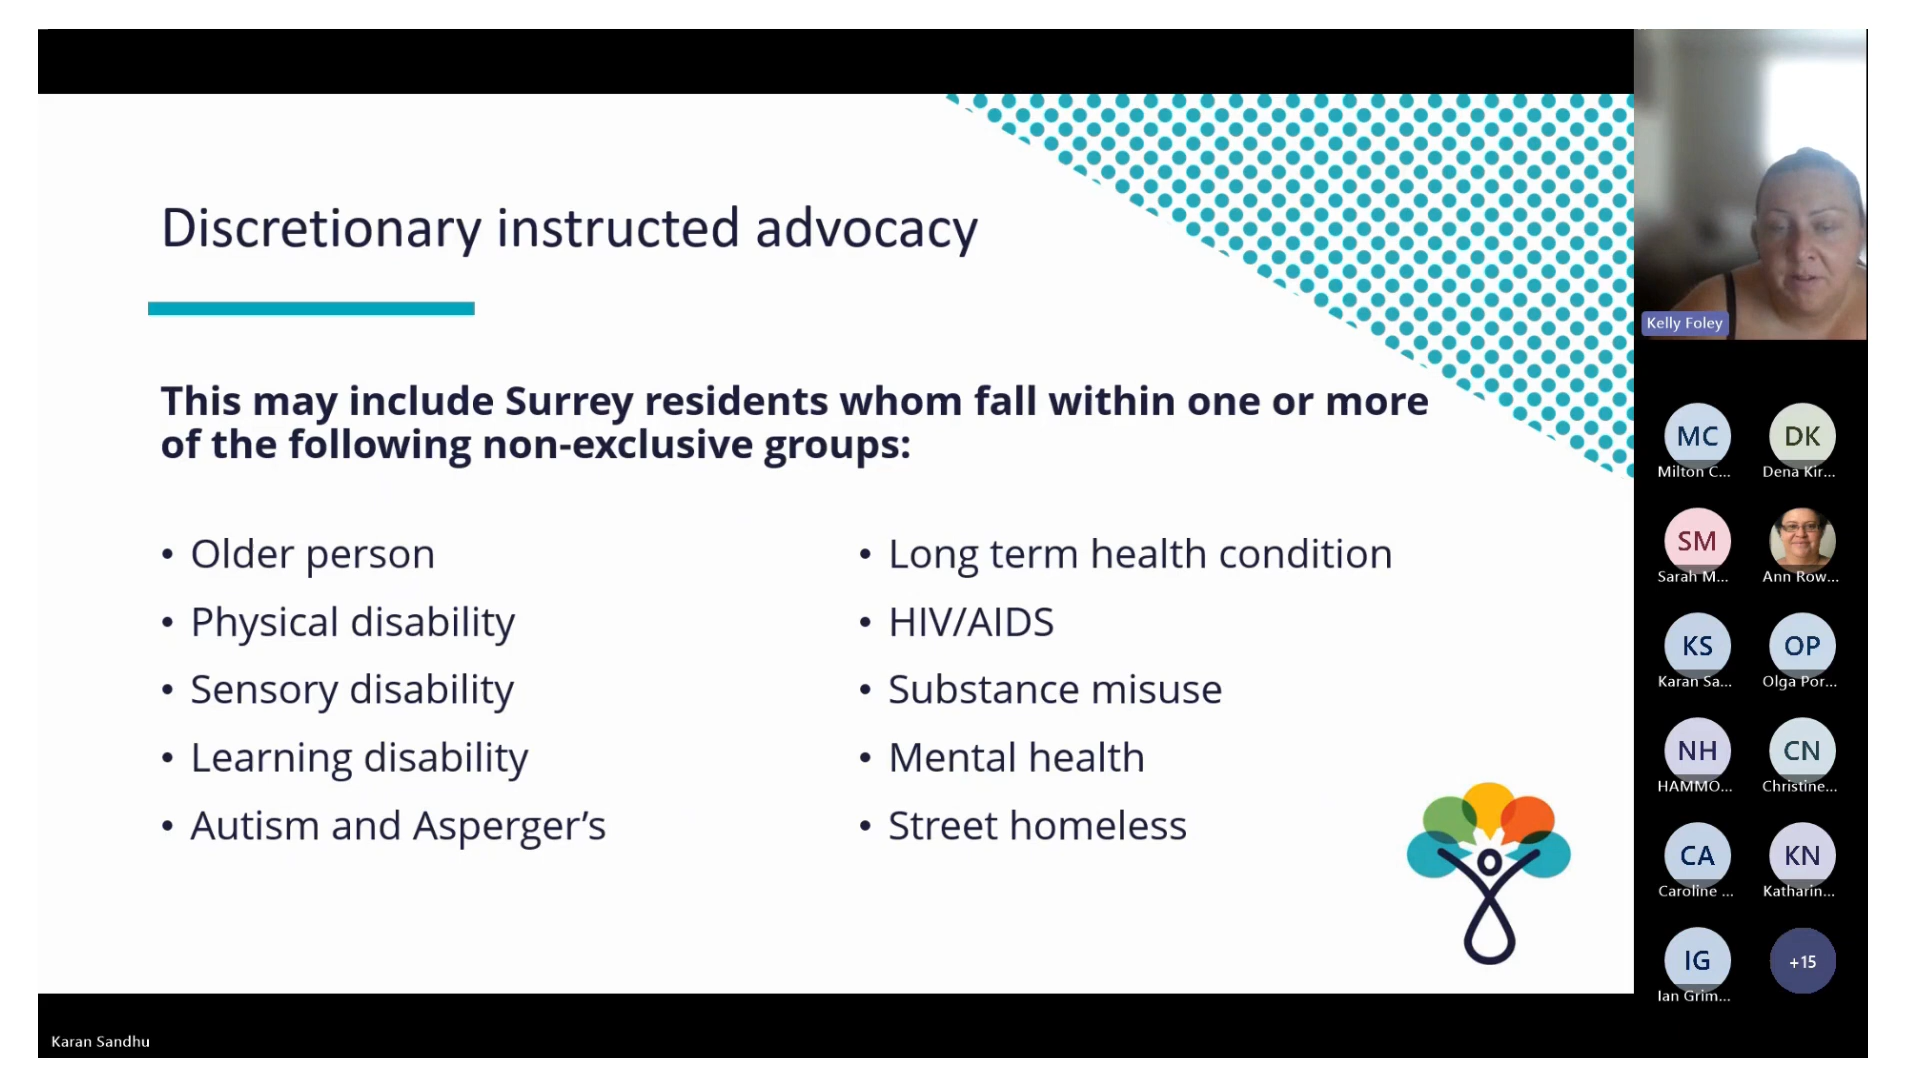 Discretionary instructed advocacy
This may include Surrey residents whom fall within one or more
of the following non-exclusive groups:
• Older person
• Physical disability
• Sensory disability
• Learning disability
• Autism and Asperger’s
• Long term health condition
• HIV/AIDS
• Substance misuse
• Mental health
• Street homeless
Kelly Foley
MC
Milton C...
DK
Dena Kir...
SM
Sarah M...
Ann Row...
KS
Karan Sa...
OP
Olga Por...
NH
HAMMO...
CN
Christine...
CA
Caroline ...
KN
Katharin...
IG
Ian Grim...
+15
Karan Sandhu